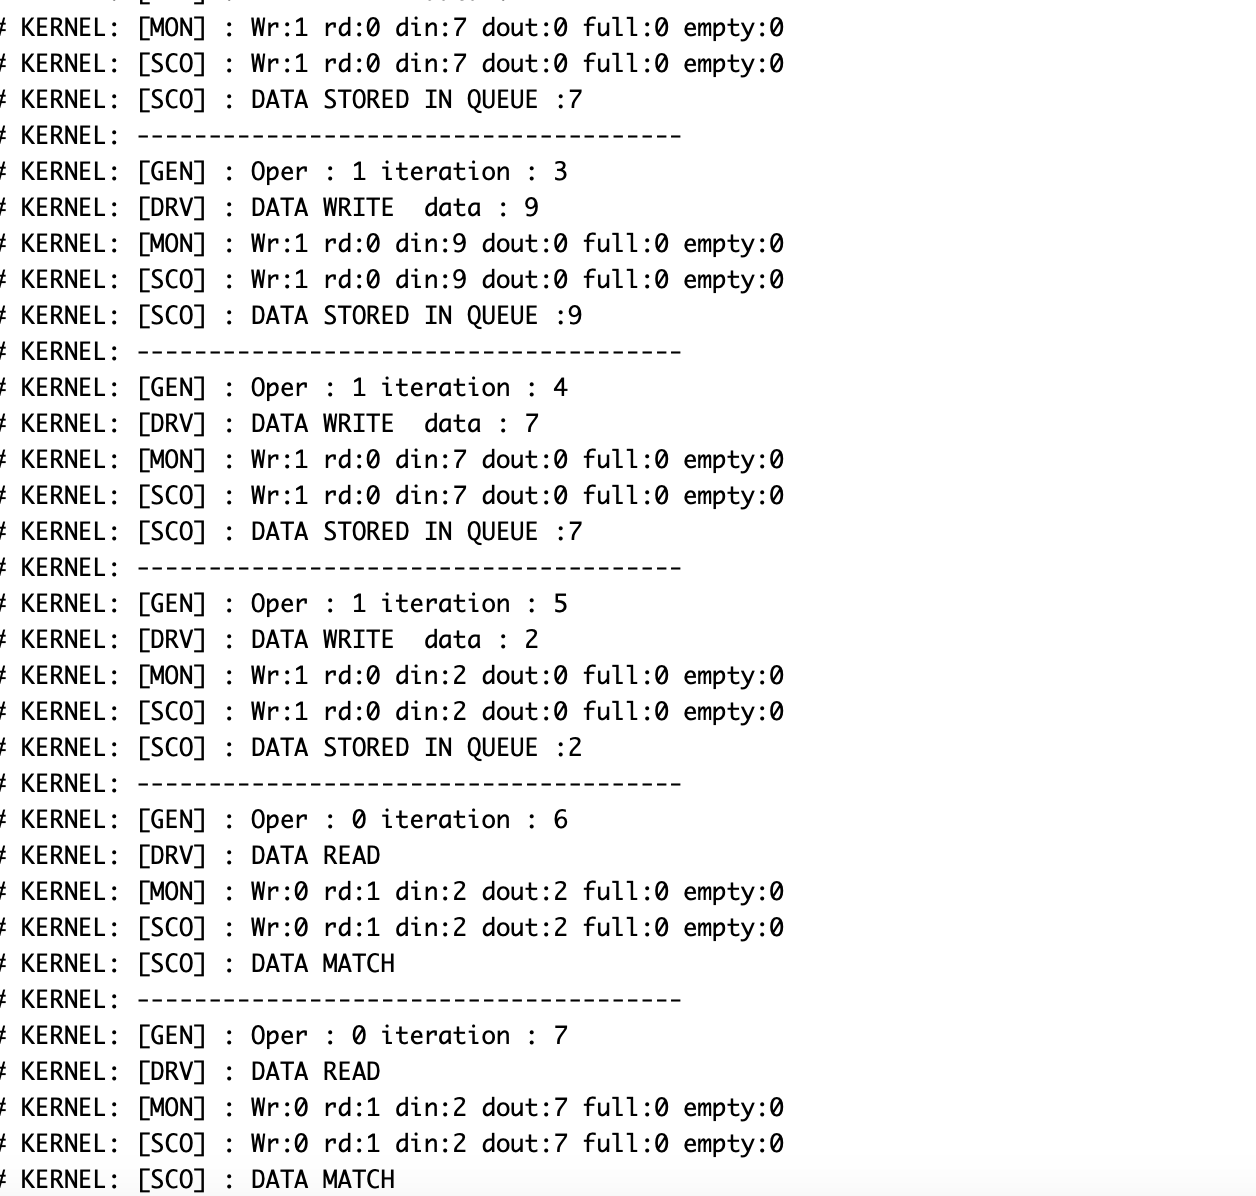 # KERNEL: [MON] : Wr:1 rd:0 din:7 dout:0 full:0 empty:0
# KERNEL: [SCO] : Wr:1 rd:0 din:7 dout:0 full:0 empty:0
# KERNEL: [SCO] : DATA STORED IN QUEUE :7
# KERNEL: --------------------------------------
# KERNEL: [GEN] : Oper : 1 iteration : 3
# KERNEL: [DRV] : DATA WRITE  data : 9
# KERNEL: [MON] : Wr:1 rd:0 din:9 dout:0 full:0 empty:0
# KERNEL: [SCO] : Wr:1 rd:0 din:9 dout:0 full:0 empty:0
# KERNEL: [SCO] : DATA STORED IN QUEUE :9
# KERNEL: --------------------------------------
# KERNEL: [GEN] : Oper : 1 iteration : 4
# KERNEL: [DRV] : DATA WRITE  data : 7
# KERNEL: [MON] : Wr:1 rd:0 din:7 dout:0 full:0 empty:0
# KERNEL: [SCO] : Wr:1 rd:0 din:7 dout:0 full:0 empty:0
# KERNEL: [SCO] : DATA STORED IN QUEUE :7
# KERNEL: --------------------------------------
# KERNEL: [GEN] : Oper : 1 iteration : 5
# KERNEL: [DRV] : DATA WRITE  data : 2
# KERNEL: [MON] : Wr:1 rd:0 din:2 dout:0 full:0 empty:0
# KERNEL: [SCO] : Wr:1 rd:0 din:2 dout:0 full:0 empty:0
# KERNEL: [SCO] : DATA STORED IN QUEUE :2
# KERNEL: --------------------------------------
# KERNEL: [GEN] : Oper : 0 iteration : 6
# KERNEL: [DRV] : DATA READ
# KERNEL: [MON] : Wr:0 rd:1 din:2 dout:2 full:0 empty:0
# KERNEL: [SCO] : Wr:0 rd:1 din:2 dout:2 full:0 empty:0
# KERNEL: [SCO] : DATA MATCH
# KERNEL: --------------------------------------
# KERNEL: [GEN] : Oper : 0 iteration : 7
# KERNEL: [DRV] : DATA READ
# KERNEL: [MON] : Wr:0 rd:1 din:2 dout:7 full:0 empty:0
# KERNEL: [SCO] : Wr:0 rd:1 din:2 dout:7 full:0 empty:0
# KERNEL: [SCO] : DATA MATCH